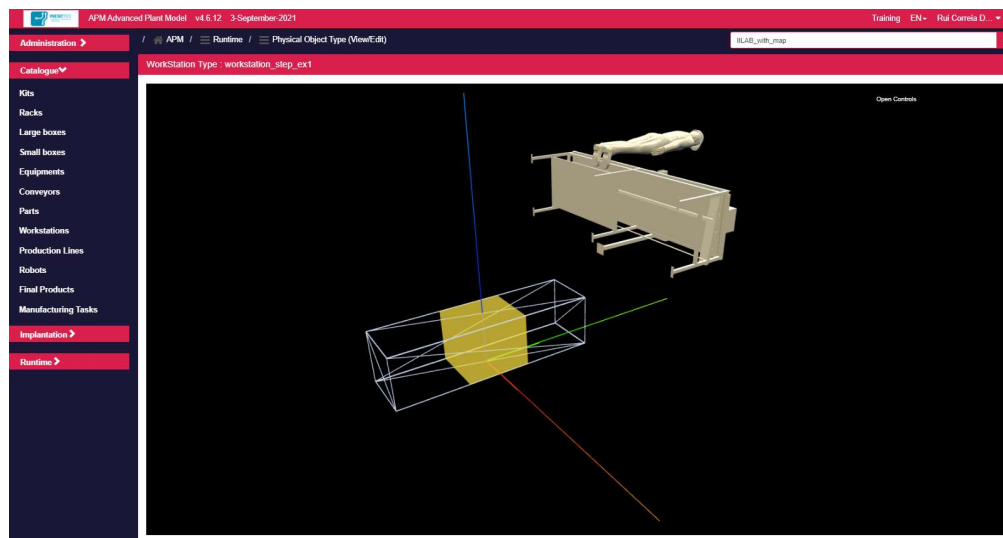 APM Advanced Plant Model v4.6.12 3-September-2021
Training EN Rui Correia D...
Administration
/ APM / Runtime / Physical Object Type (View/Edit)
IILAB_with_map
Catalogue
WorkStation Type : workstation_step_ex1
Kits
Racks
Large boxes
Small boxes
Equipments
Conveyors
Parts
Workstations
Production Lines
Robots
Final Products
Manufacturing Tasks
Implantation
Runtime
Open Controls